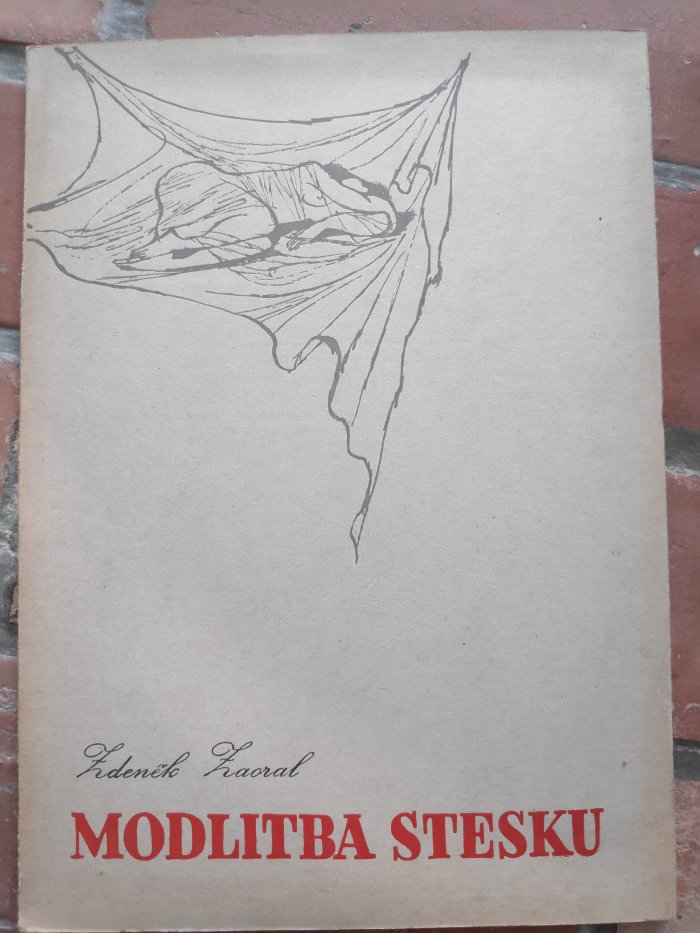 Zdeněk Zaoral
MODLITBA STESKU